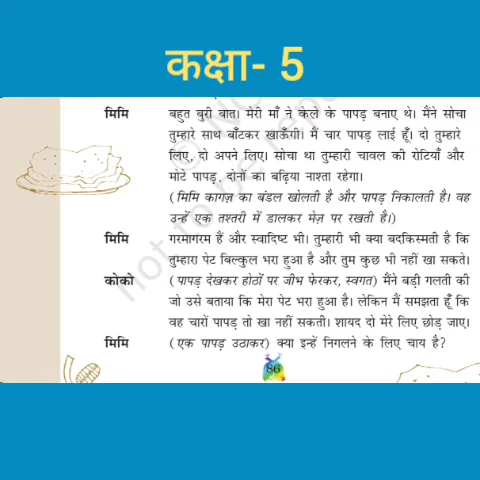 कक्षा- 5
मिमि बहुत बुरी बात। मेरी माँ ने केले के पापड़ बनाए थे। मैंने सोचा
तुम्हारे साथ बाँटकर खाऊँगी। मैं चार पापड़ लाई हूँ। दो तुम्हारे
लिए, दो अपने लिए। सोचा था तुम्हारी चावल की रोटियाँ और
मोटे पापड़, दोनों का बढ़िया नाश्ता रहेगा।
(मिमि कागज़ का बंडल खोलती है और पापड़ निकालती है। वह
उन्हें एक तश्तरी में डालकर मेज़ पर रखती है।)
मिमि गरमागरम हैं और स्वादिष्ट भी। तुम्हारी भी क्या बदकिस्मती है कि
तुम्हारा पेट बिल्कुल भरा हुआ है और तुम कुछ भी नहीं खा सकते।
कोको (पापड़ देखकर होठों पर जीभ फेरकर, स्वगत) मैंने बड़ी गलती की
जो उसे बताया कि मेरा पेट भरा हुआ है। लेकिन मैं समझता हूँ कि
वह चारों पापड़ तो खा नहीं सकती। शायद दो मेरे लिए छोड़ जाए।
मिमि (एक पापड़ उठाकर) क्या इन्हें निगलने के लिए चाय है?
86
not to be